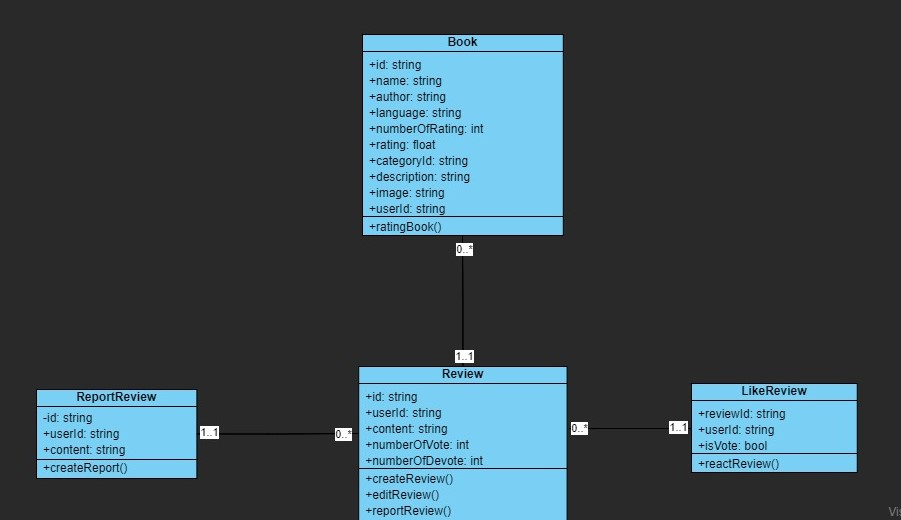 Book
+id: string
+name: string
+author: string
+language: string
+numberOfRating: int
+rating: float
+categoryId: string
+description: string
+image: string
+userId: string
+ratingBook()
0..*
1..1
Review
+id: string
+userId: string
+content: string
+numberOfVote: int
+numberOfDevote: int
+createReview()
+editReview()
+reportReview()
ReportReview
-id: string
+userId: string
+content: string
+createReport()
1..1
0..*
0..*
1..1
LikeReview
+reviewId: string
+userId: string
+isVote: bool
+reactReview()